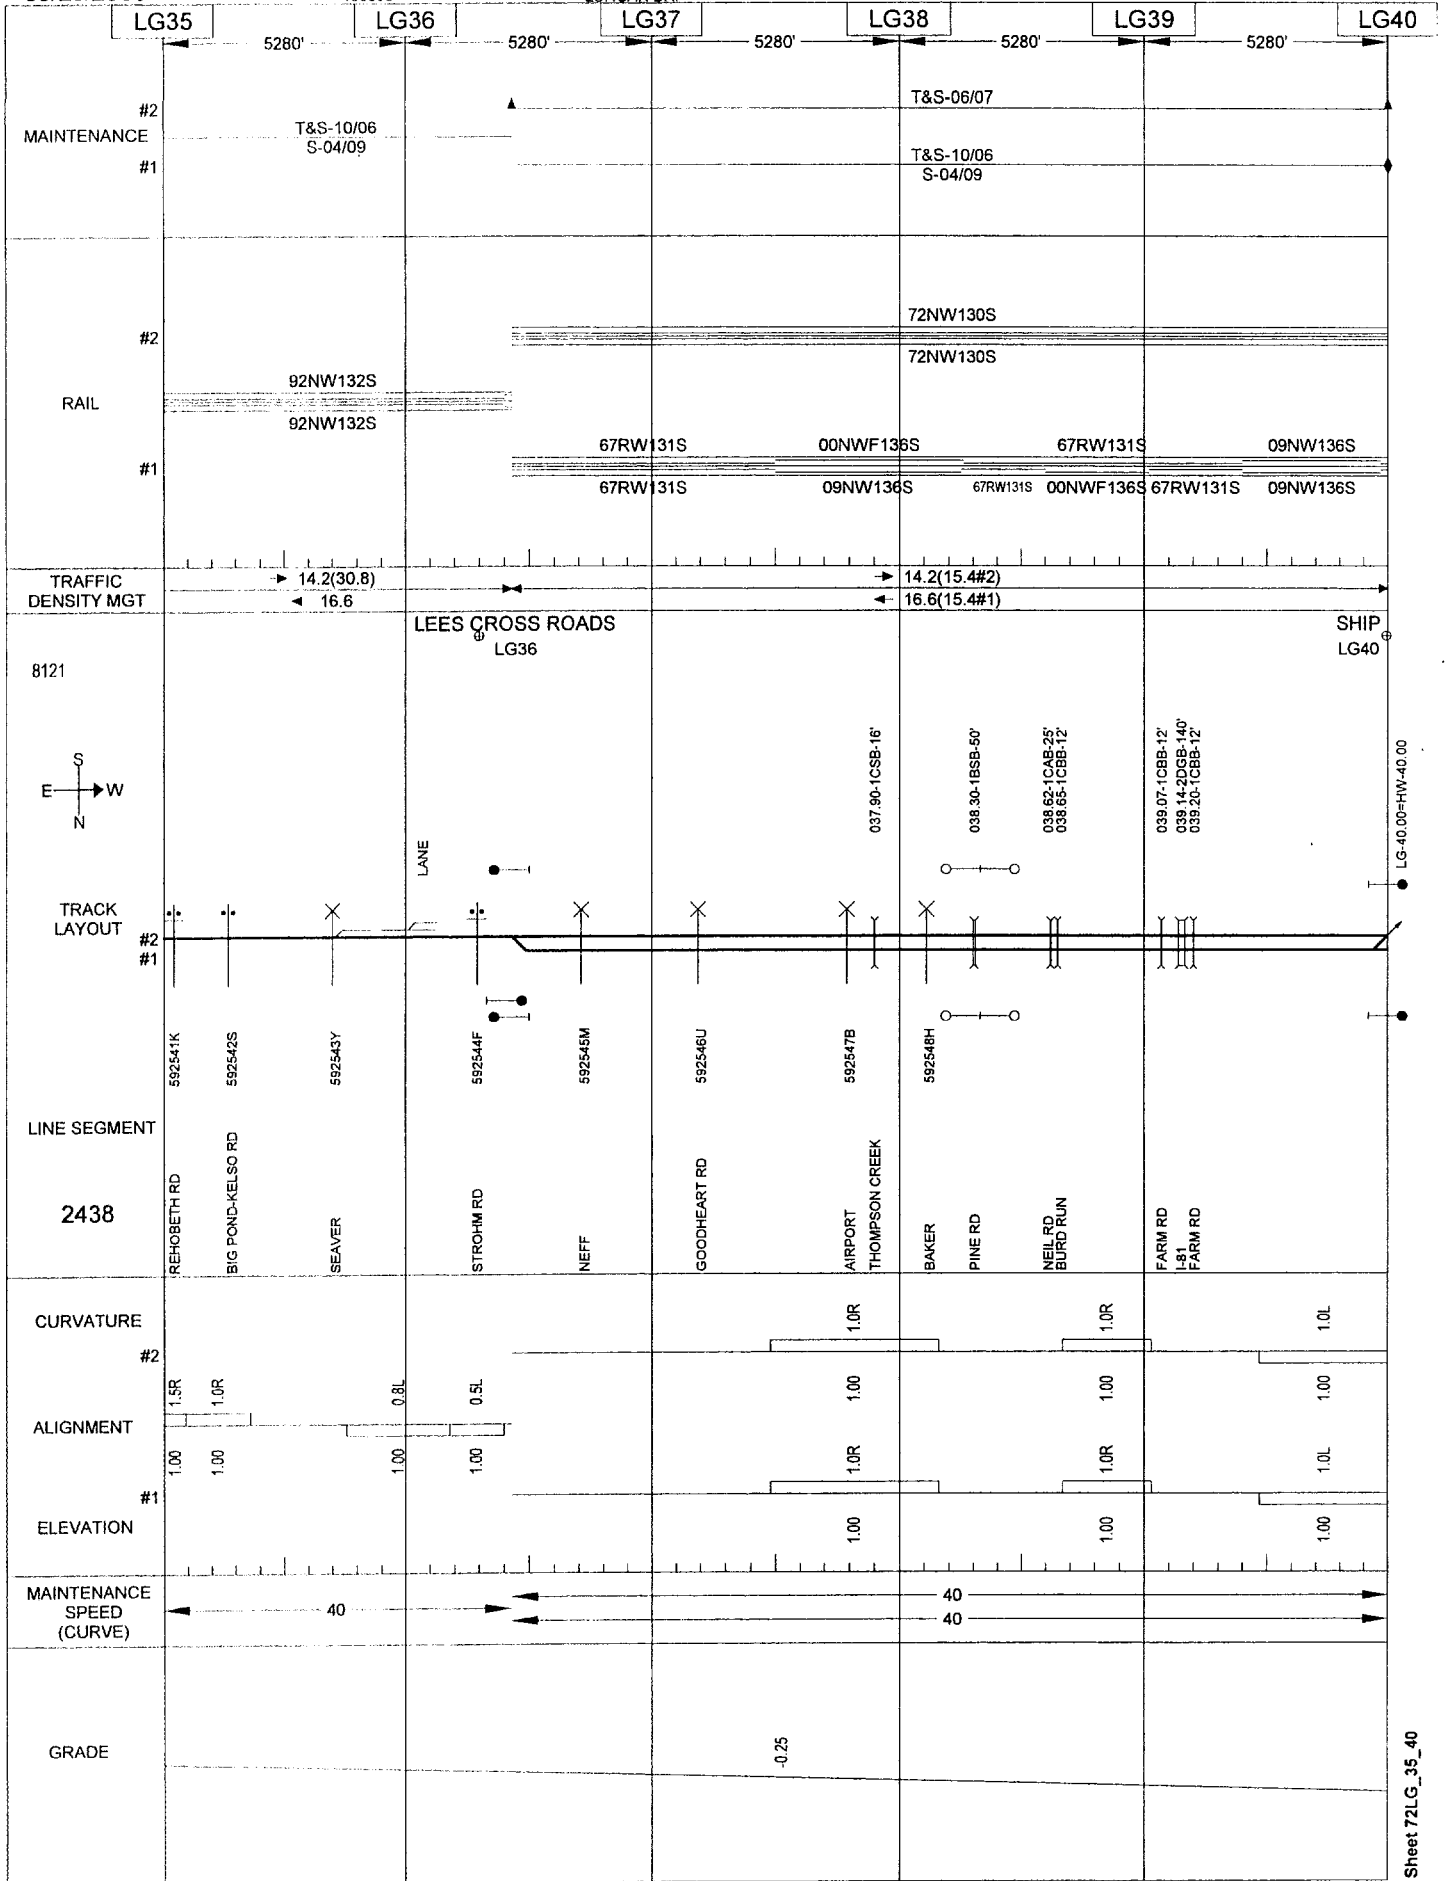 LG35 LG36 LG37 LG38 LG39 LG40
5280' 5280' 5280' 5280' 5280'
#2
MAINTENANCE
#1
T&S-10/06
S-04/09
T&S-06/07
T&S-10/06
S-04/09
RAIL
#2
#1
72NW130S
72NW130S
92NW132S
92NW132S
67RW131S 00NWF136S 67RW131S 09NW136S
67RW131S 09NW136S 67RW131S 00NWF136S 67RW131S 09NW136S
TRAFFIC
DENSITY MGT
14.2(30.8)
16.6
14.2(15.4#2)
16.6(15.4#1)
LEES CROSS ROADS
LG36
SHIP
LG40
8121
S
E W
N
LANE
037.90-1CSB-16'
038.30-1BSB-50'
038.62-1CAB-25'
038.65-1CBB-12'
039.07-1CBB-12'
039.14-2DGB-140'
039.20-1CBB-12'
LG-40.00=HW-40.00
TRACK
LAYOUT
#2
#1
592541K
592542S
592543Y
592544F
592545M
592546U
592547B
592548H
LINE SEGMENT
2438
REHOBETH RD
BIG POND-KELSO RD
SEAVER
STROHM RD
NEFF
GOODHEART RD
AIRPORT
THOMPSON CREEK
BAKER
PINE RD
NEIL RD
BURD RUN
FARM RD
I-81
FARM RD
CURVATURE
#2
1.0R 1.0R 1.0L
1.00 1.00 1.00
ALIGNMENT
1.5R 1.0R 0.8L 0.5L
1.00 1.00 1.00 1.00
#1
ELEVATION
1.0R 1.0R 1.0L
1.00 1.00 1.00
MAINTENANCE
SPEED
(CURVE)
40
40
40
GRADE
-0.25
Sheet 72LG_35_40